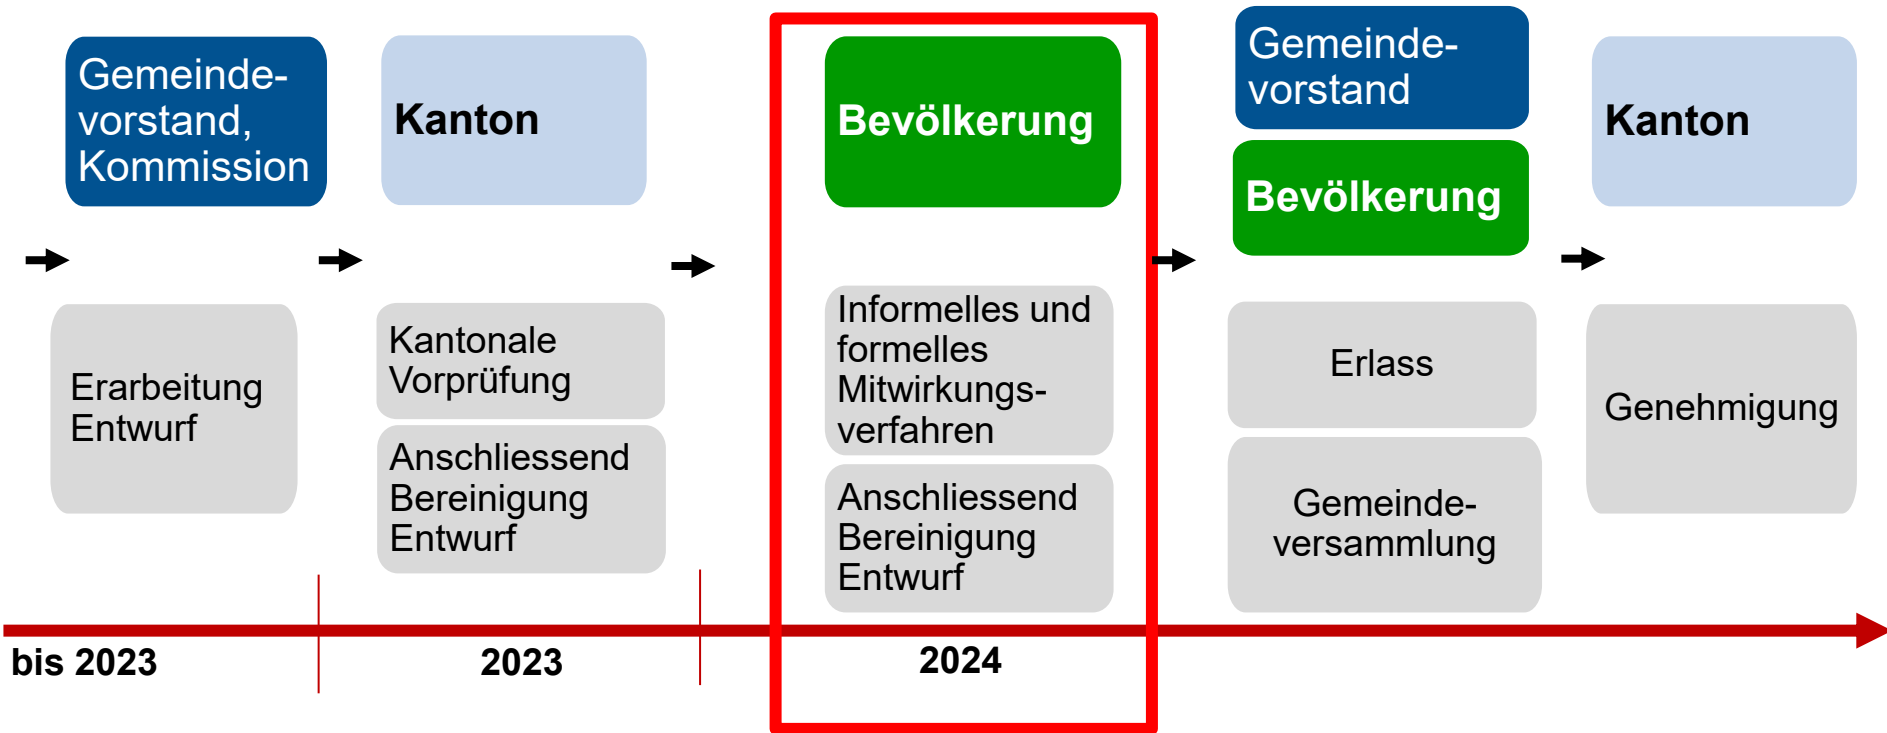 Gemeinde-
vorstand,
Kommission
Kanton
Bevölkerung
Gemeinde-
vorstand
Bevölkerung
Kanton
Erarbeitung
Entwurf
Kantonale
Vorprüfung
Anschliessend
Bereinigung
Entwurf
Informelles und
formelles
Mitwirkungs-
verfahren
Anschliessend
Bereinigung
Entwurf
Erlass
Gemeinde-
versammlung
Genehmigung
bis 2023
2023
2024